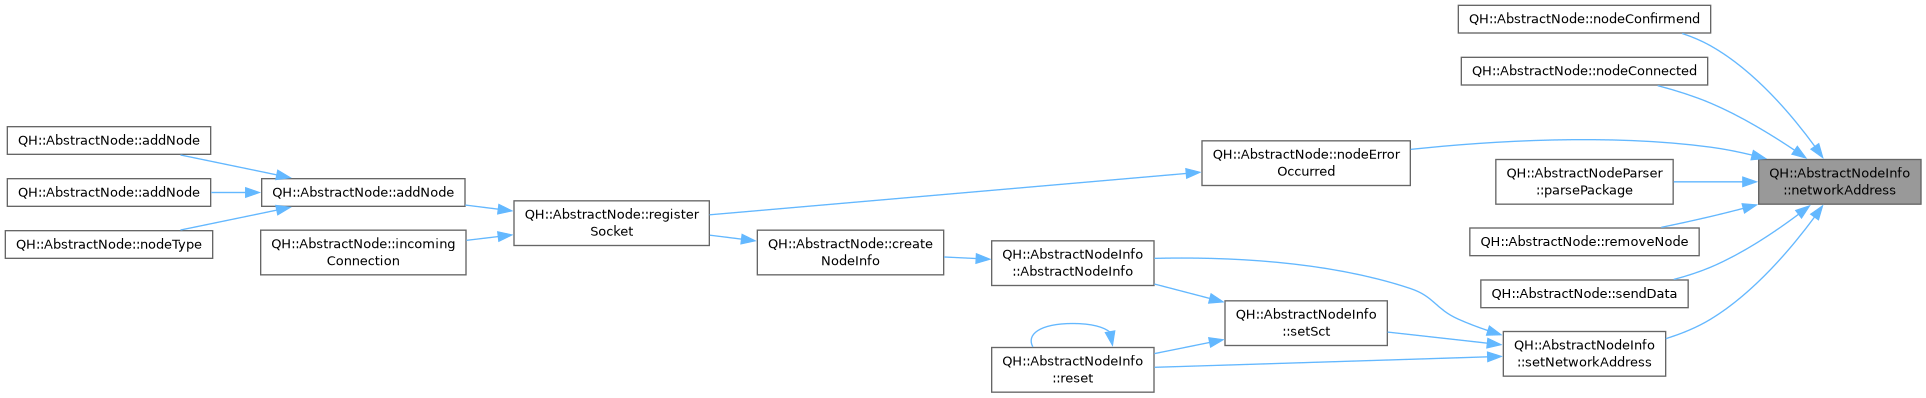 QH::AbstractNode::nodeConfirmend
QH::AbstractNode::nodeConnected
QH::AbstractNode::addNode
QH::AbstractNode::addNode
QH::AbstractNode::nodeType
QH::AbstractNode::addNode
QH::AbstractNode::incoming
Connection
QH::AbstractNode::register
Socket
QH::AbstractNode::create
NodeInfo
QH::AbstractNodeInfo
::AbstractNodeInfo
QH::AbstractNodeInfo
::reset
QH::AbstractNode::nodeError
Occurred
QH::AbstractNodeInfo
::setSct
QH::AbstractNodeParser
::parsePackage
QH::AbstractNode::removeNode
QH::AbstractNode::sendData
QH::AbstractNodeInfo
::setNetworkAddress
QH::AbstractNodeInfo
::networkAddress